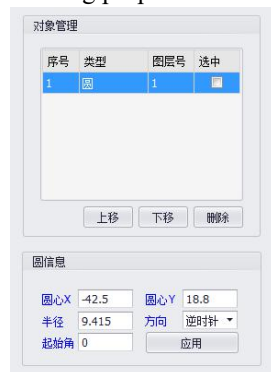 对象管理
序号 类型 图层号 选中
1 圆 1
上移 下移 删除
圆信息
圆心X -42.5 圆心Y 18.8
半径 9.415 方向 逆时针
起始角 0 应用